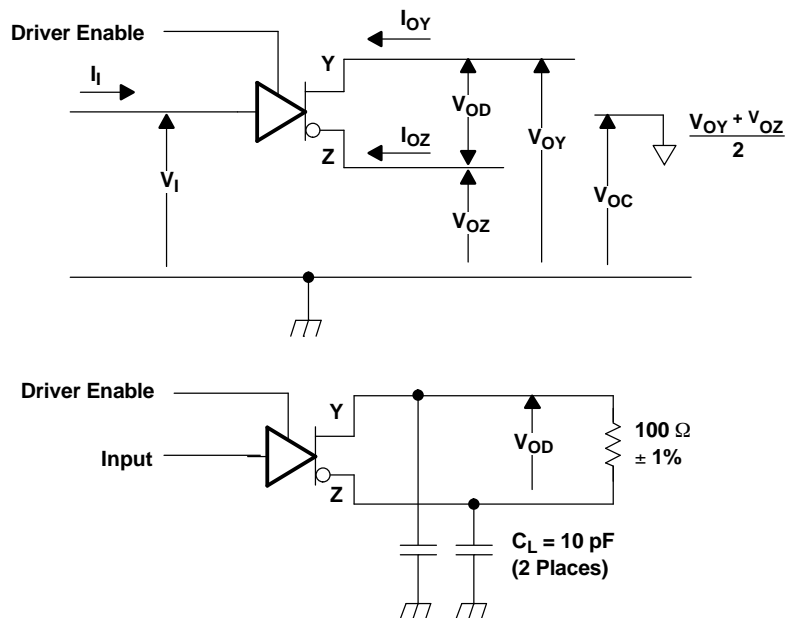 Driver Enable
I_I
Y
I_OY
Z
I_OZ
V_I
V_OD
V_OY
V_OZ
V_OC
V_OY + V_OZ
2
Driver Enable
Input
Y
Z
V_OD
100 Ω
± 1%
C_L = 10 pF
(2 Places)